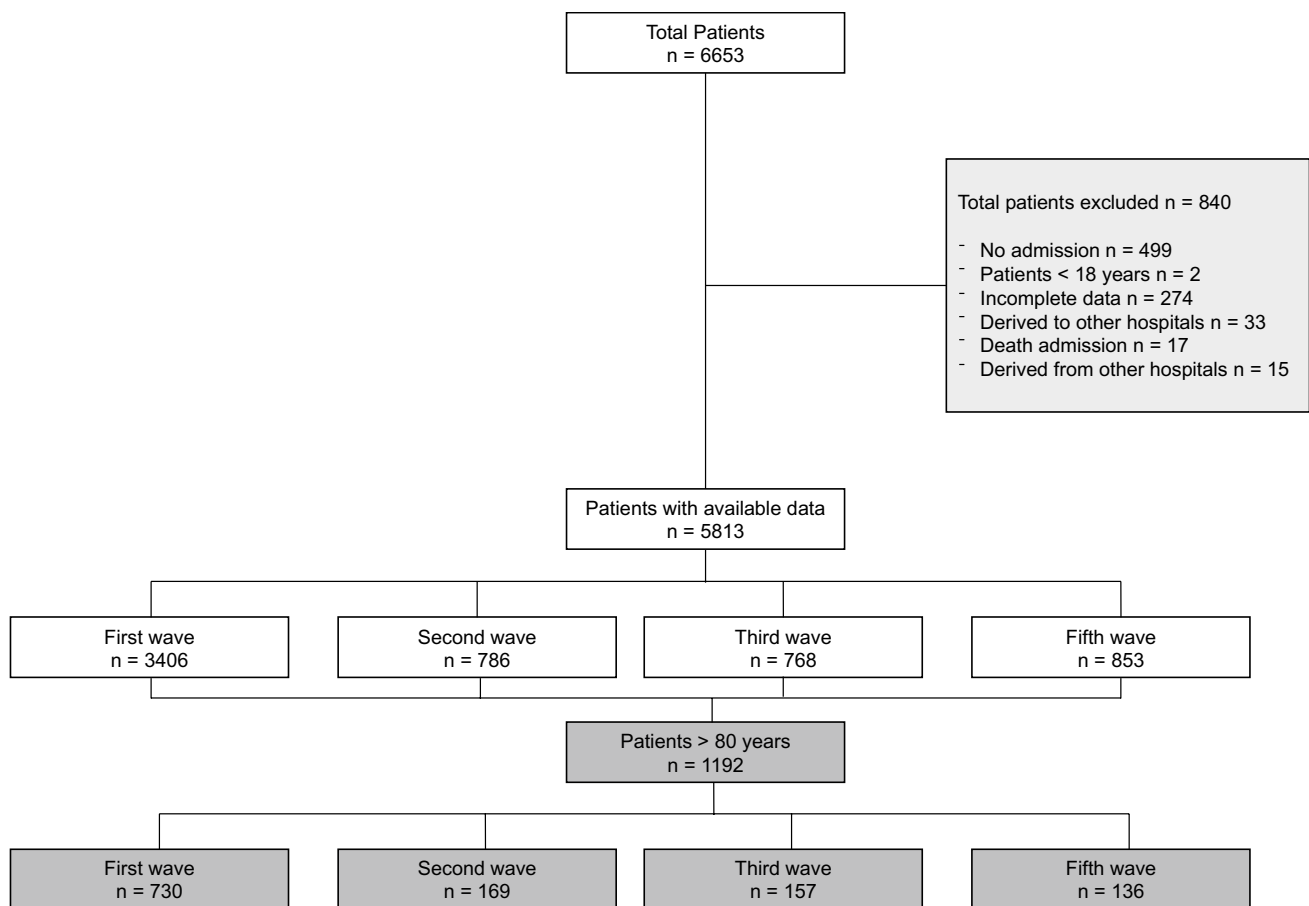 Total Patients
n = 6653
Total patients excluded n = 840
- No admission n = 499
- Patients < 18 years n = 2
- Incomplete data n = 274
- Derived to other hospitals n = 33
- Death admission n = 17
- Derived from other hospitals n = 15
Patients with available data
n = 5813
First wave
n = 3406
Second wave
n = 786
Third wave
n = 768
Fifth wave
n = 853
Patients > 80 years
n = 1192
First wave
n = 730
Second wave
n = 169
Third wave
n = 157
Fifth wave
n = 136